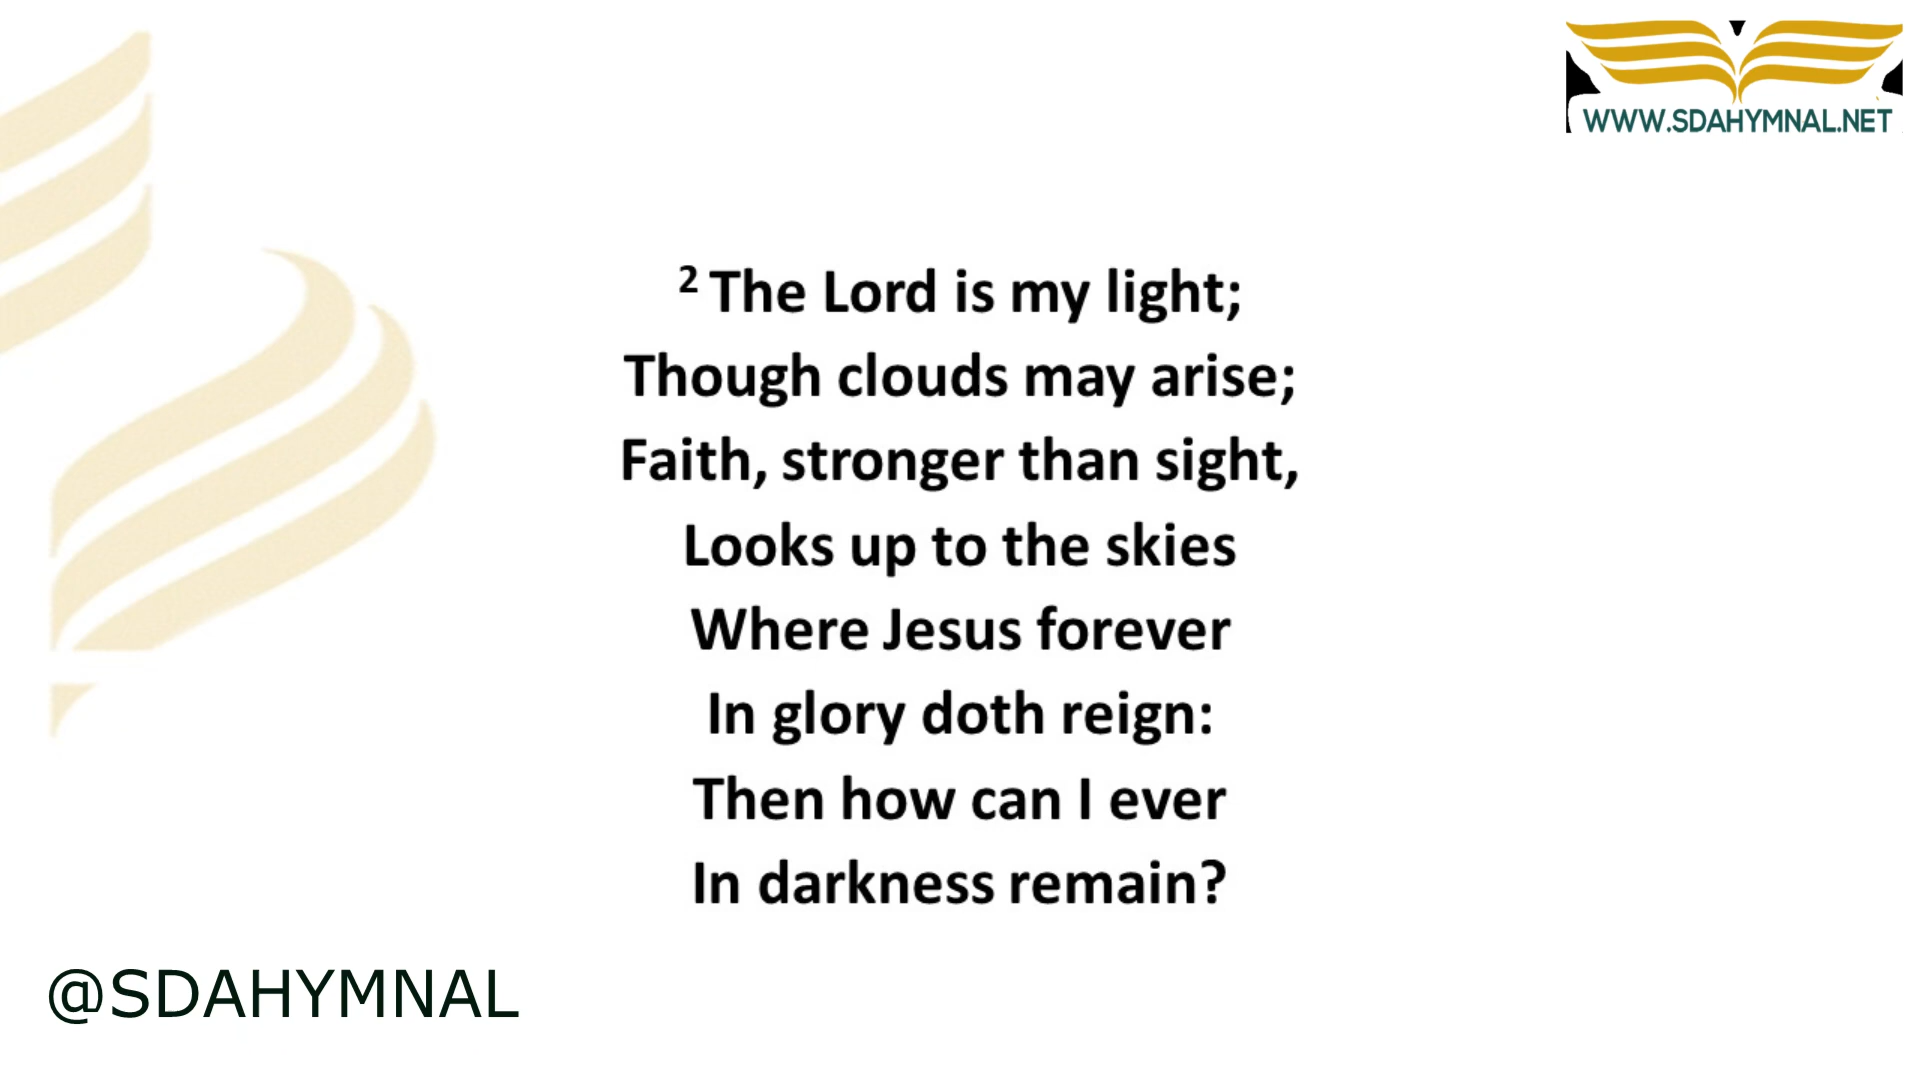 WWW.SDAHYMNAL.NET
2 The Lord is my light;
Though clouds may arise;
Faith, stronger than sight,
Looks up to the skies
Where Jesus forever
In glory doth reign:
Then how can I ever
In darkness remain?
@SDAHYMNAL